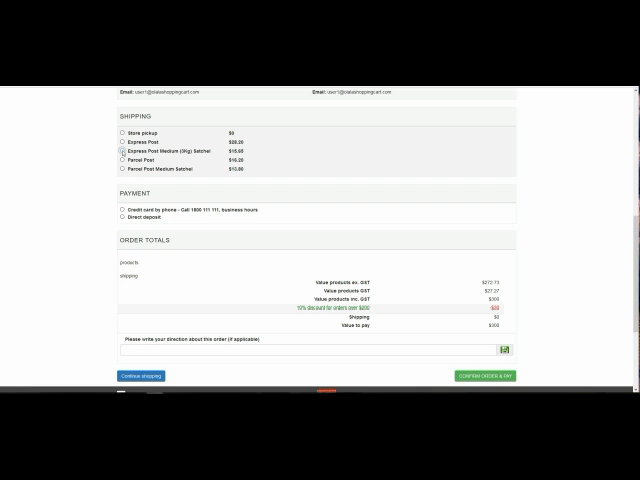 Email: user1@dialashoppingcart.com Email: user1@dialashoppingcart.com
SHIPPING
Store pickup $0
Express Post $28.20
Express Post Medium (3Kg) Satchel $15.65
Parcel Post $16.20
Parcel Post Medium Satchel $13.80
PAYMENT
Credit card by phone - Call 1800 111 111, business hours
Direct deposit
ORDER TOTALS
products
shipping
Value products ex. GST $272.73
Value products GST $27.27
Value products inc. GST $300
10% discount for orders over $200 -$30
Shipping $0
Value to pay $300
Please write your direction about this order (if applicable)
Continue shopping CONFIRM ORDER & PAY